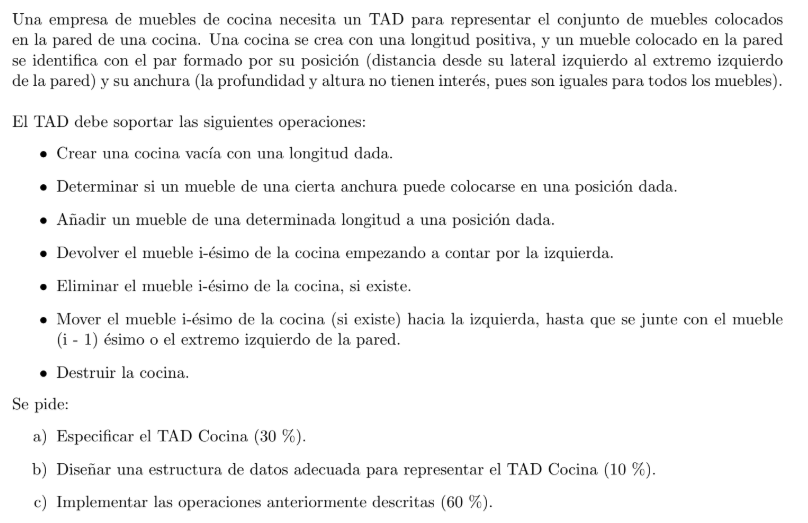 Una empresa de muebles de cocina necesita un TAD para representar el conjunto de muebles colocados
en la pared de una cocina. Una cocina se crea con una longitud positiva, y un mueble colocado en la pared
se identifica con el par formado por su posición (distancia desde su lateral izquierdo al extremo izquierdo
de la pared) y su anchura (la profundidad y altura no tienen interés, pues son iguales para todos los muebles).
El TAD debe soportar las siguientes operaciones:
• Crear una cocina vacía con una longitud dada.
• Determinar si un mueble de una cierta anchura puede colocarse en una posición dada.
• Añadir un mueble de una determinada longitud a una posición dada.
• Devolver el mueble i-ésimo de la cocina empezando a contar por la izquierda.
• Eliminar el mueble i-ésimo de la cocina, si existe.
• Mover el mueble i-ésimo de la cocina (si existe) hacia la izquierda, hasta que se junte con el mueble
(i - 1) ésimo o el extremo izquierdo de la pared.
• Destruir la cocina.
Se pide:
a) Especificar el TAD Cocina (30 %).
b) Diseñar una estructura de datos adecuada para representar el TAD Cocina (10 %).
c) Implementar las operaciones anteriormente descritas (60 %).